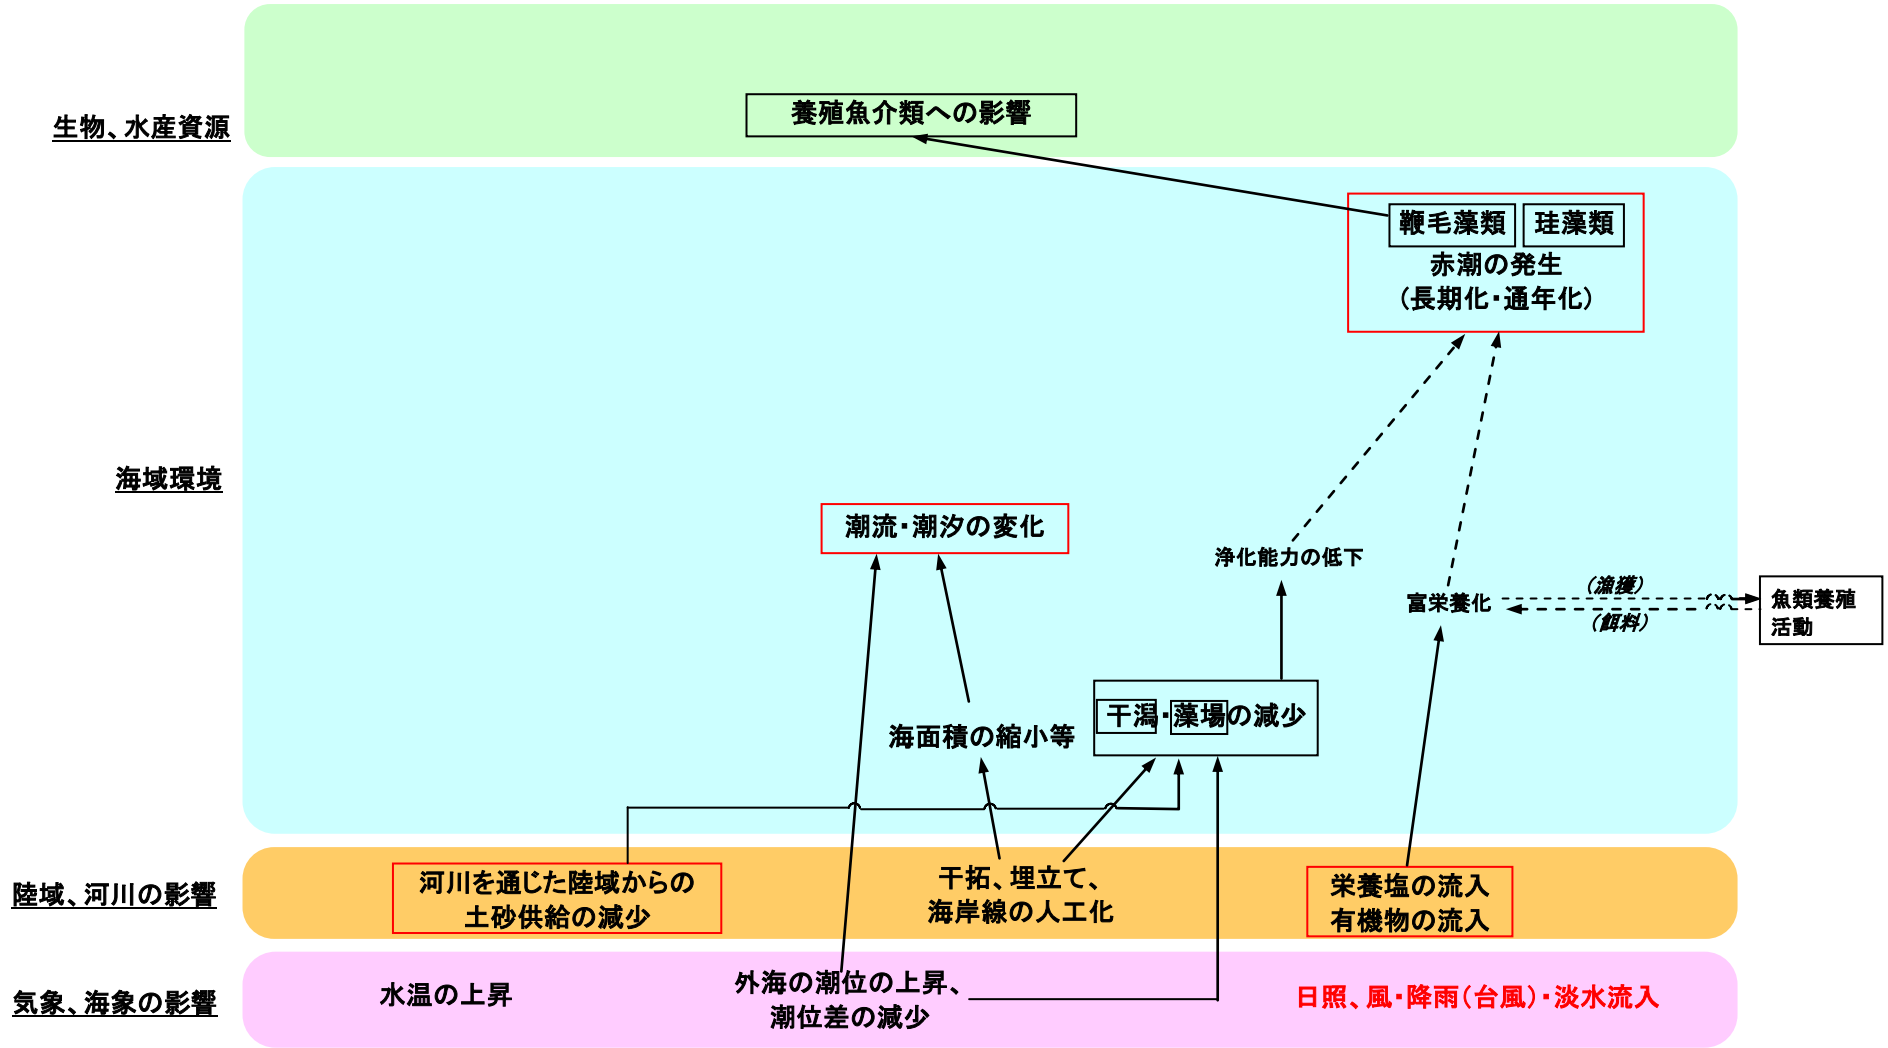 養殖魚介類への影響
生物、水産資源
鞭毛藻類 珪藻類
赤潮の発生
（長期化・通年化）
海域環境
潮流・潮汐の変化
浄化能力の低下
富栄養化
（漁獲）
（餌料）
魚類養殖
活動
海面積の縮小等
干潟・藻場の減少
陸域、河川の影響
河川を通じた陸域からの
土砂供給の減少
干拓、埋立て、
海岸線の人工化
栄養塩の流入
有機物の流入
気象、海象の影響
水温の上昇
外海の潮位の上昇、
潮位差の減少
日照、風・降雨（台風）・淡水流入